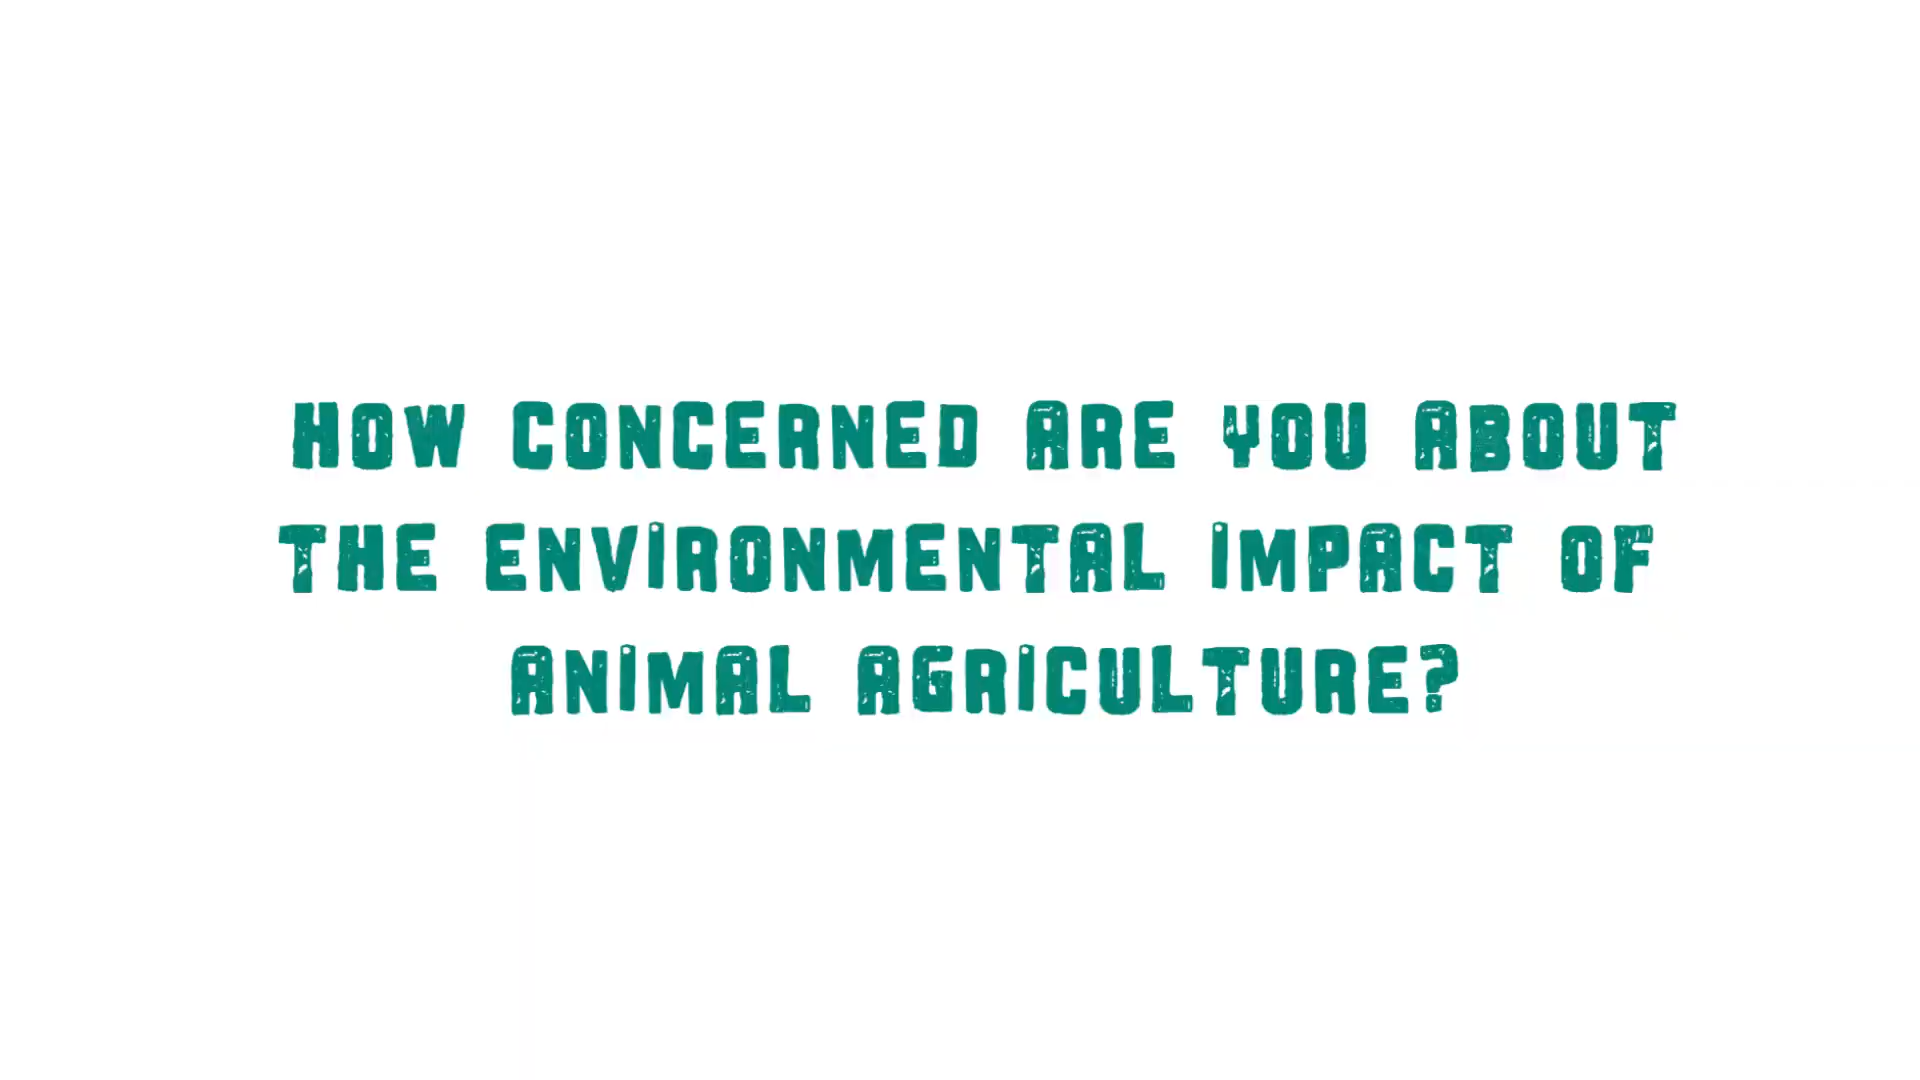 HOW CONCERNED ARE YOU ABOUT
THE ENVIRONMENTAL IMPACT OF
ANIMAL AGRICULTURE?